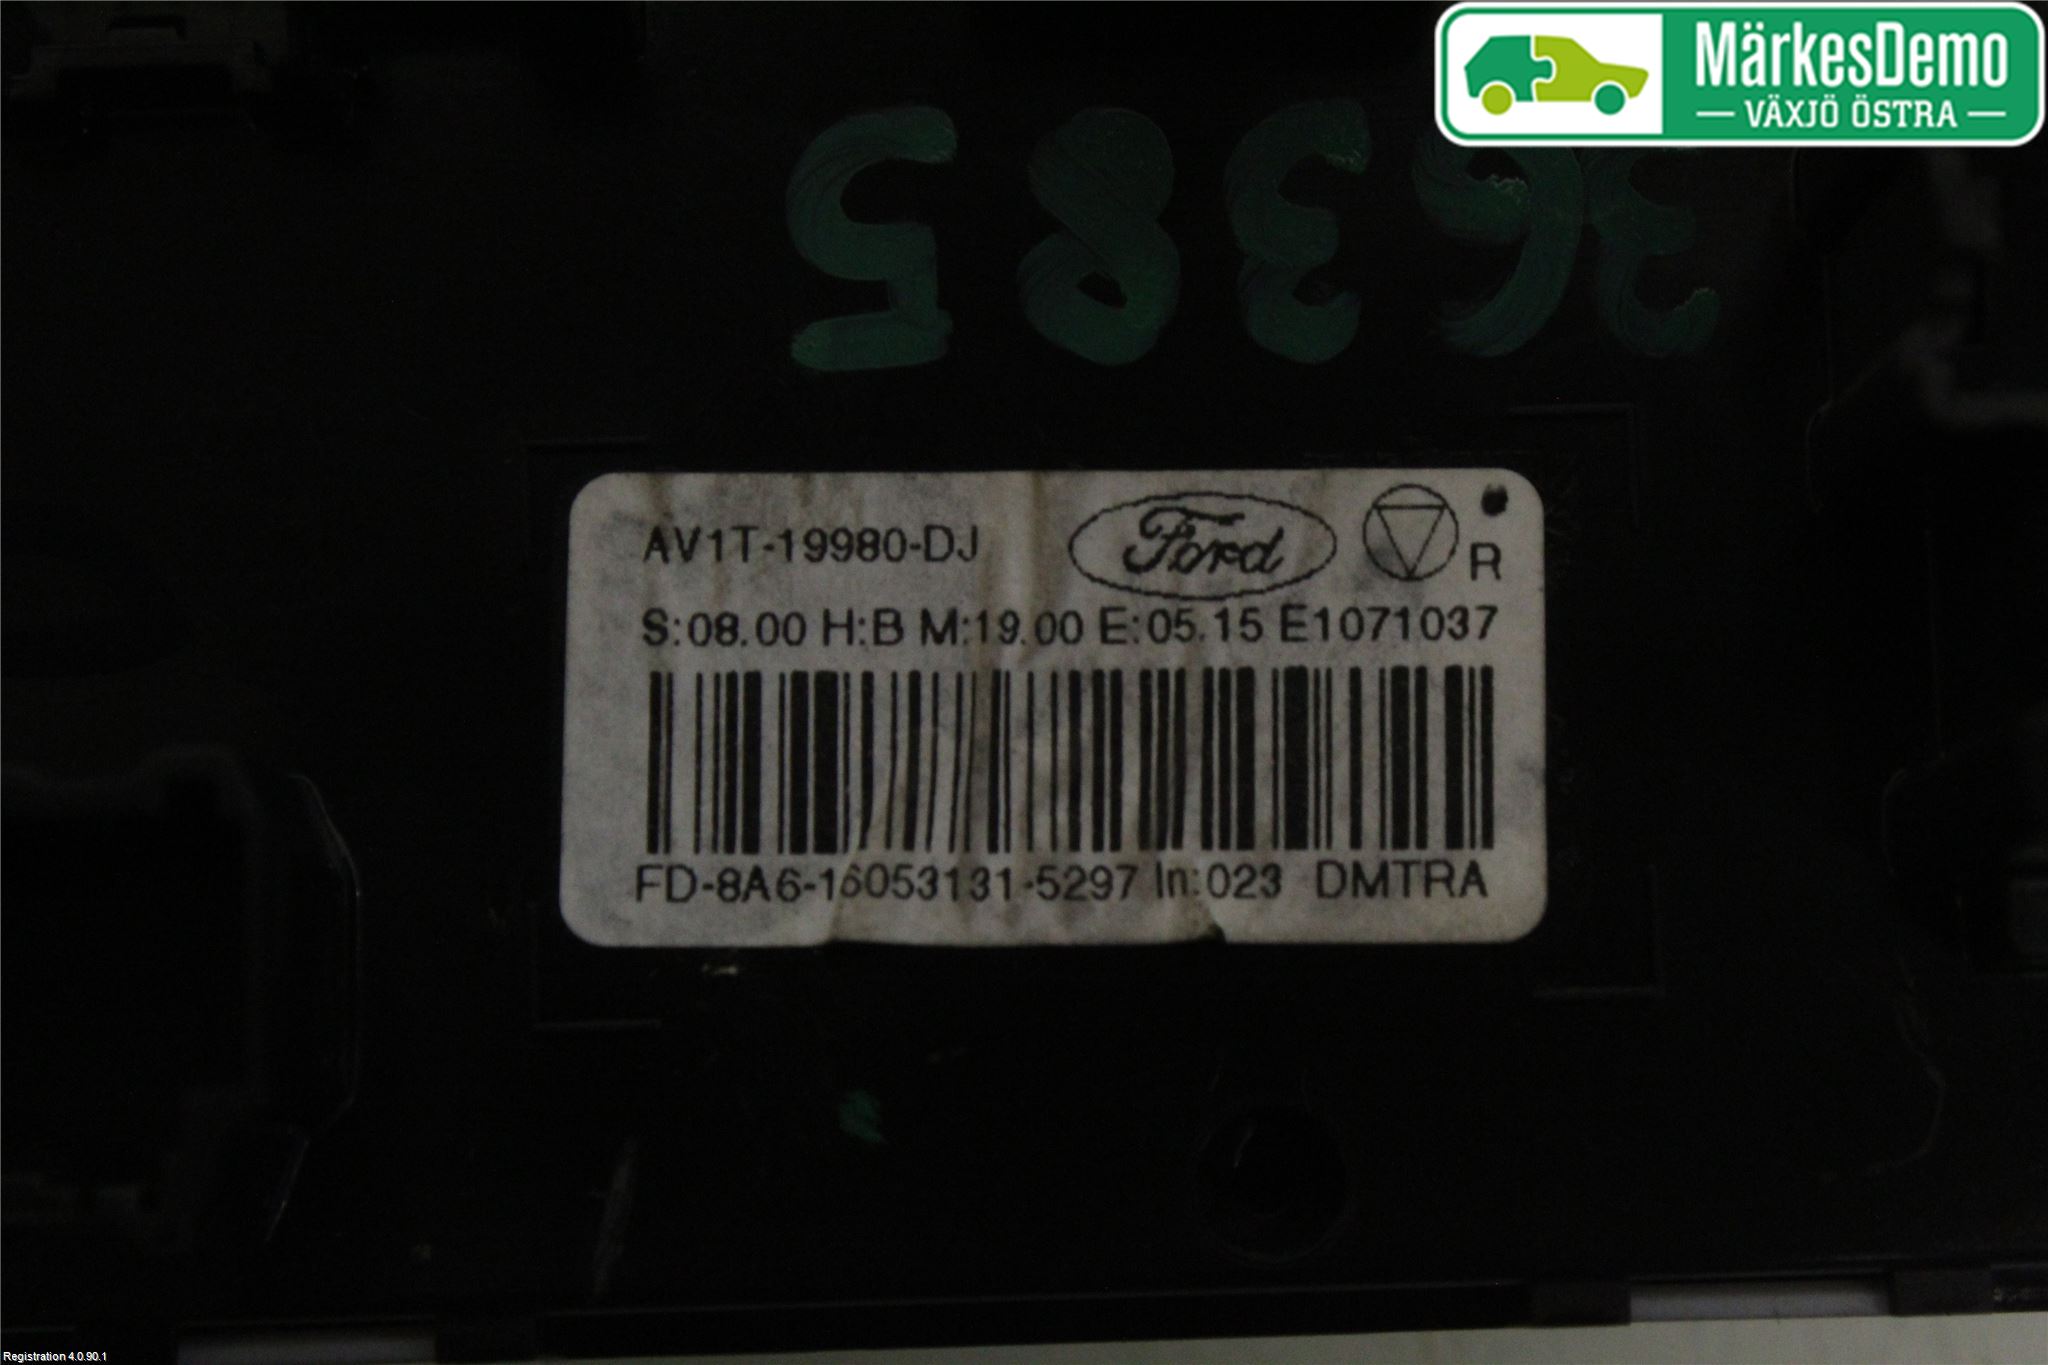 MärkesDemo
VÄXJÖ ÖSTRA
36385
AV1T-19980-DJ Ford R
S:08.00 H:B M:19.00 E:05.15 E1071037
FD-8A6-16053131-5297 In:023 DMTRA
Registration 4.0.90.1